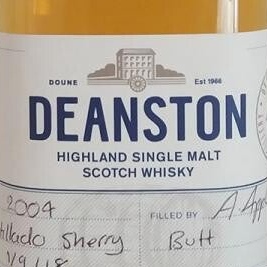 DOUNE Est 1966
DEANSTON
HIGHLAND SINGLE MALT
SCOTCH WHISKY
2004 FILLED BY
Sherry Butt